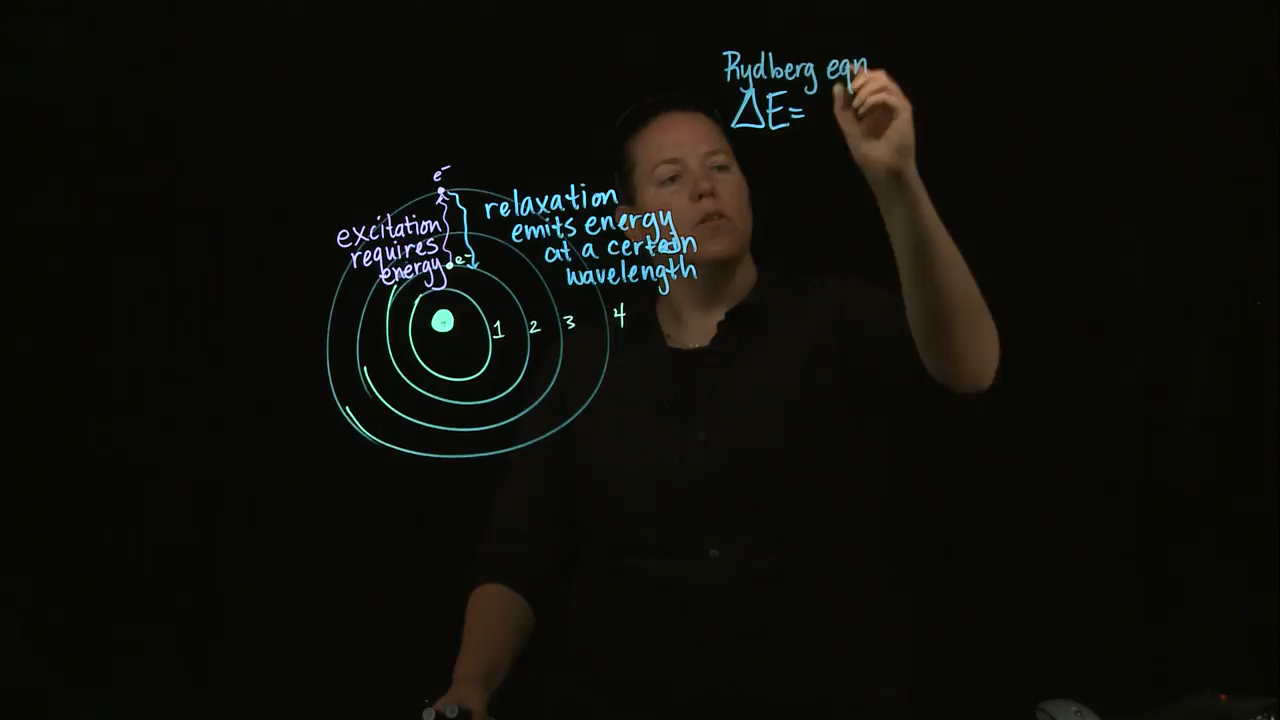 Rydberg eqn
ΔE=
e⁻
excitation
requires
energy
e⁻
relaxation
emits energy
at a certain
wavelength
1 2 3 4